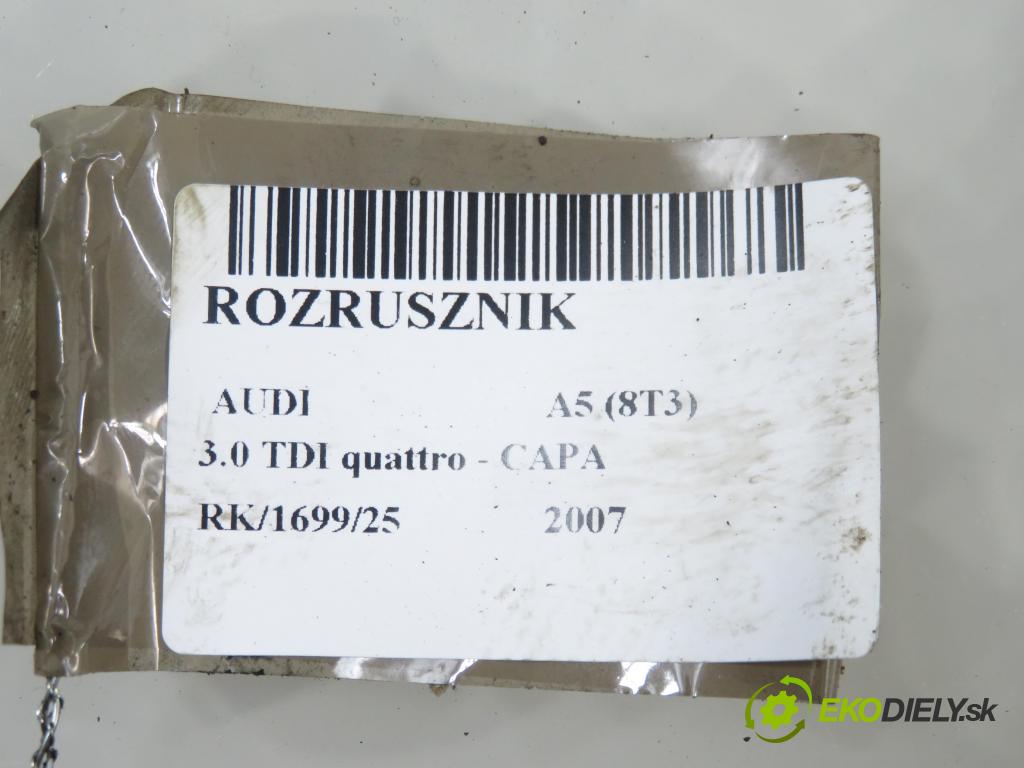 ROZRUSZNIK
AUDI A5 (8T3)
3.0 TDI quattro - CAPA
RK/1699/25 2007
EKODIELY.sk